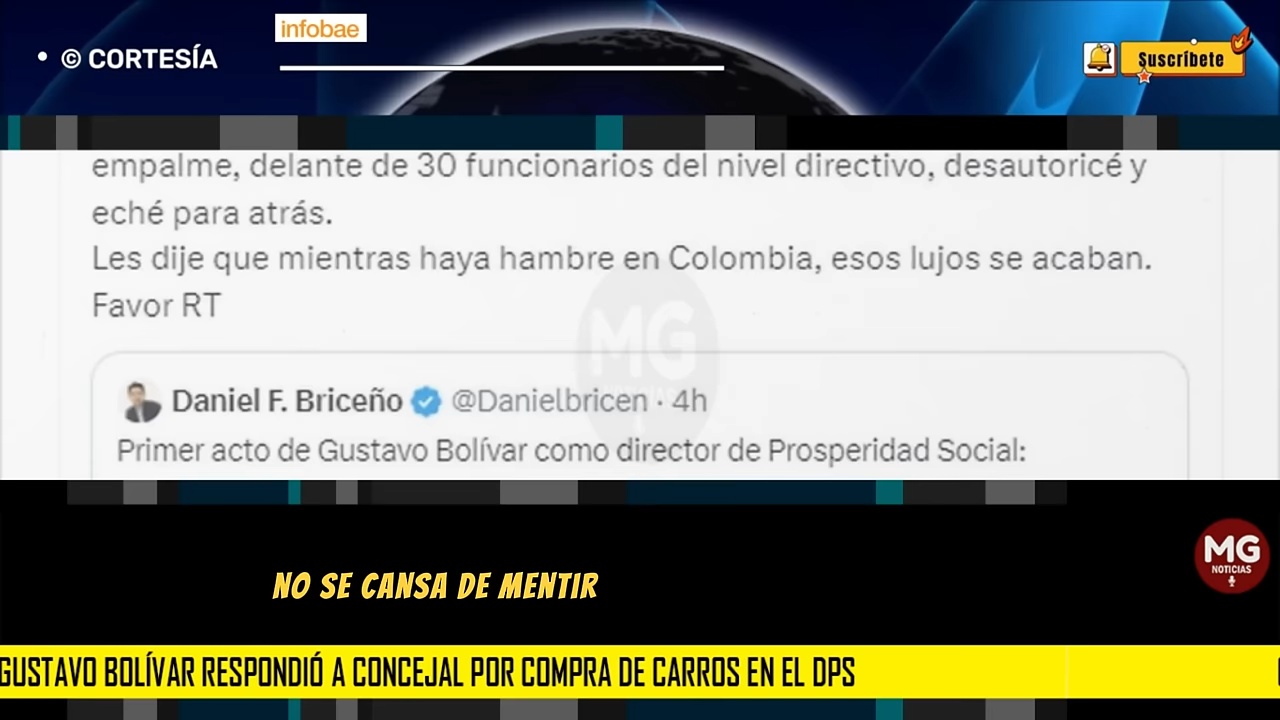 infobae
© CORTESÍA
Suscríbete
empalme, delante de 30 funcionarios del nivel directivo, desautoricé y
eché para atrás.
Les dije que mientras haya hambre en Colombia, esos lujos se acaban.
Favor RT
MG
NOTICIAS
Daniel F. Briceño @Danielbricen · 4h
Primer acto de Gustavo Bolívar como director de Prosperidad Social:
MG
NOTICIAS
NO SE CANSA DE MENTIR
GUSTAVO BOLÍVAR RESPONDIÓ A CONCEJAL POR COMPRA DE CARROS EN EL DPS